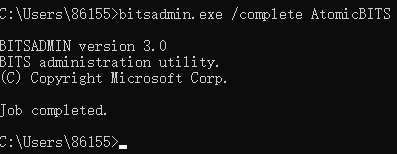 C:\Users\86155>bitsadmin.exe /complete AtomicBITS
BITSADMIN version 3.0
BITS administration utility.
(C) Copyright Microsoft Corp.
Job completed.
C:\Users\86155>